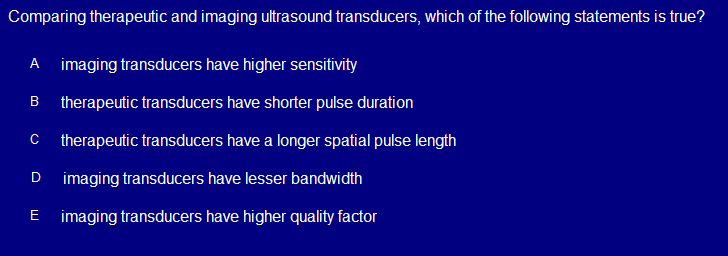 Comparing therapeutic and imaging ultrasound transducers, which of the following statements is true?
A imaging transducers have higher sensitivity
B therapeutic transducers have shorter pulse duration
C therapeutic transducers have a longer spatial pulse length
D imaging transducers have lesser bandwidth
E imaging transducers have higher quality factor